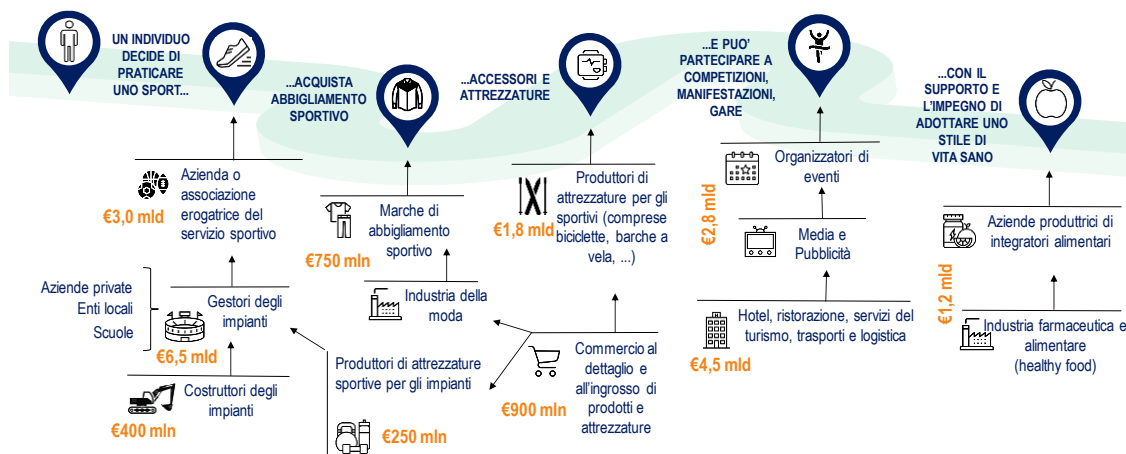 UN INDIVIDUO
DECIDE DI
PRATICARE
UNO SPORT...
...ACQUISTA
ABBIGLIAMENTO
SPORTIVO
...ACCESSORI E
ATTREZZATURE
...E PUO'
PARTECIPARE A
COMPETIZIONI,
MANIFESTAZIONI,
GARE
...CON IL
SUPPORTO E
L'IMPEGNO DI
ADOTTARE UNO
STILE DI
VITA SANO
Azienda o
associazione
erogatrice del
servizio sportivo
€3,0 mld
Aziende private
Enti locali
Scuole
Gestori degli
impianti
€6,5 mld
Costruttori degli
impianti
€400 mln
Marche di
abbigliamento
sportivo
€750 mln
Industria della
moda
Produttori di attrezzature
sportive per gli impianti
€250 mln
Produttori di
attrezzature per gli
sportivi (comprese
biciclette, barche a
vela, ...)
€1,8 mld
Commercio al
dettaglio e
all'ingrosso di
prodotti e
attrezzature
€900 mln
Organizzatori di
eventi
€2,8 mld
Media e
Pubblicità
Hotel, ristorazione, servizi del
turismo, trasporti e logistica
€4,5 mld
Aziende produttrici di
integratori alimentari
€1,2 mld
Industria farmaceutica e
alimentare
(healthy food)